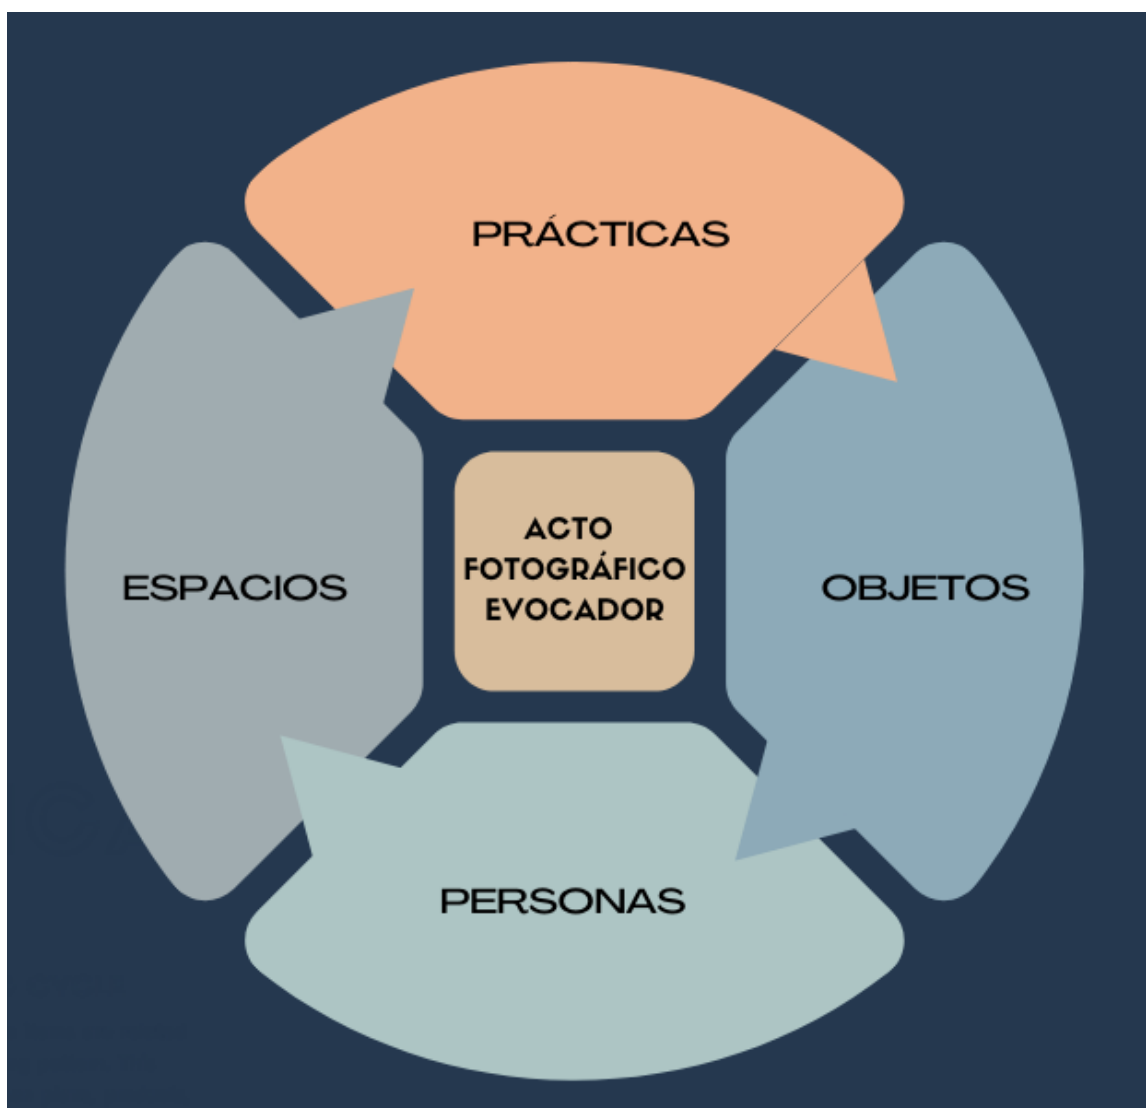 PRÁCTICAS
ACTO
FOTOGRÁFICO
EVOCADOR
ESPACIOS
OBJETOS
PERSONAS